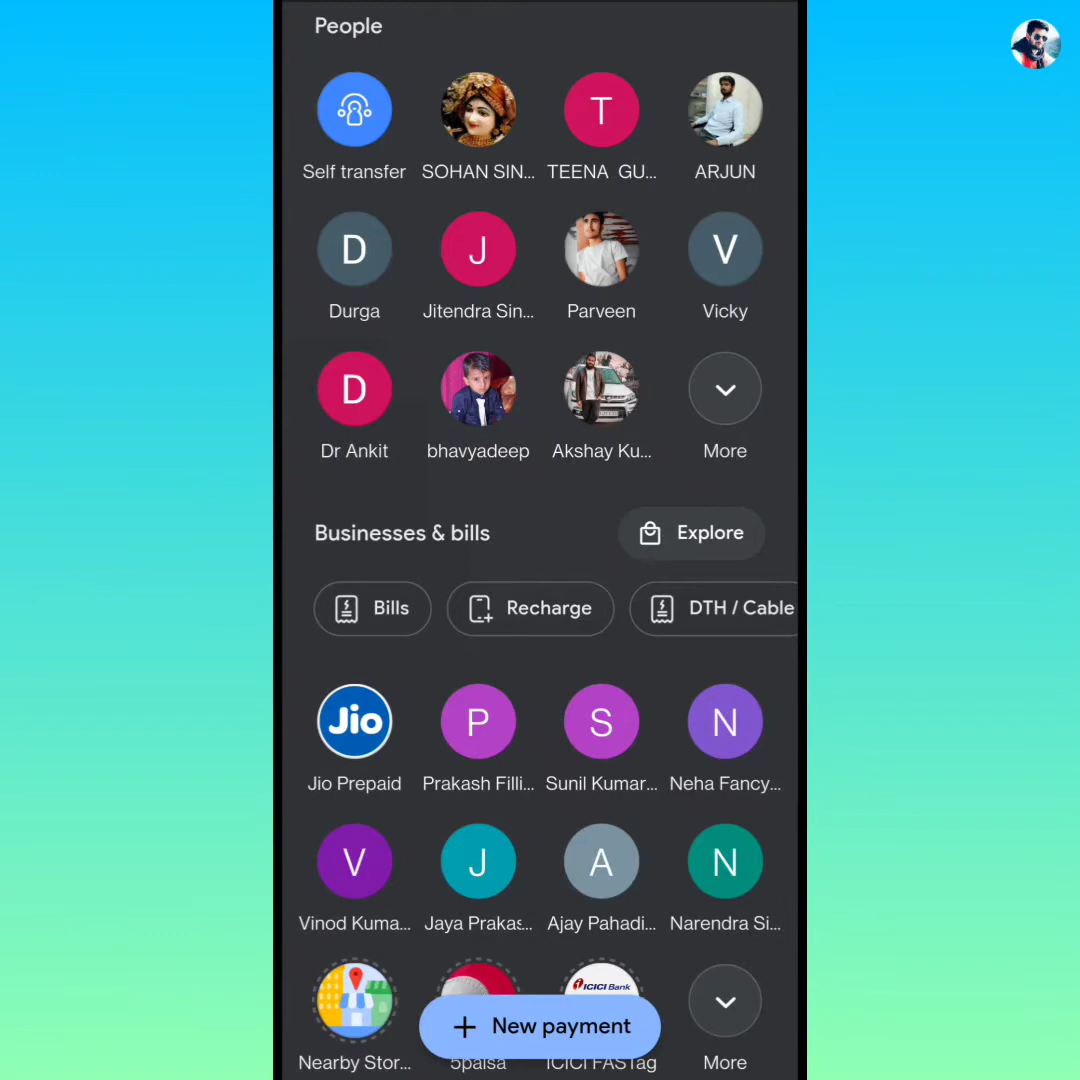 People
Self transfer
SOHAN SIN...
T
TEENA GU...
ARJUN
D
Durga
J
Jitendra Sin...
Parveen
V
Vicky
D
Dr Ankit
bhavyadeep
Akshay Ku...
More
Businesses & bills
Explore
Bills
Recharge
DTH / Cable
Jio
Jio Prepaid
P
Prakash Filli...
S
Sunil Kumar...
N
Neha Fancy...
V
Vinod Kuma...
J
Jaya Prakas...
A
Ajay Pahadi...
N
Narendra Si...
ICICI Bank
+ New payment
Nearby Stor...
5paisa
ICICI FASTag
More